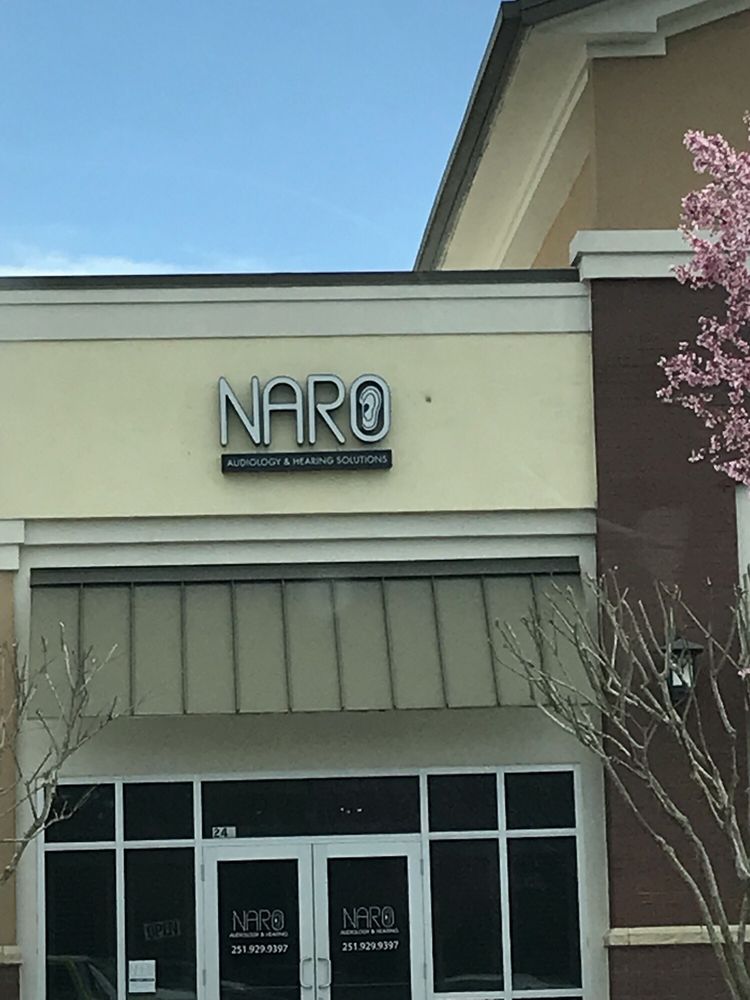 NARO
AUDIOLOGY & HEARING SOLUTIONS
24
NARO
AUDIOLOGY & HEARING
251.929.9397
NARO
AUDIOLOGY & HEARING
251.929.9397
OPEN